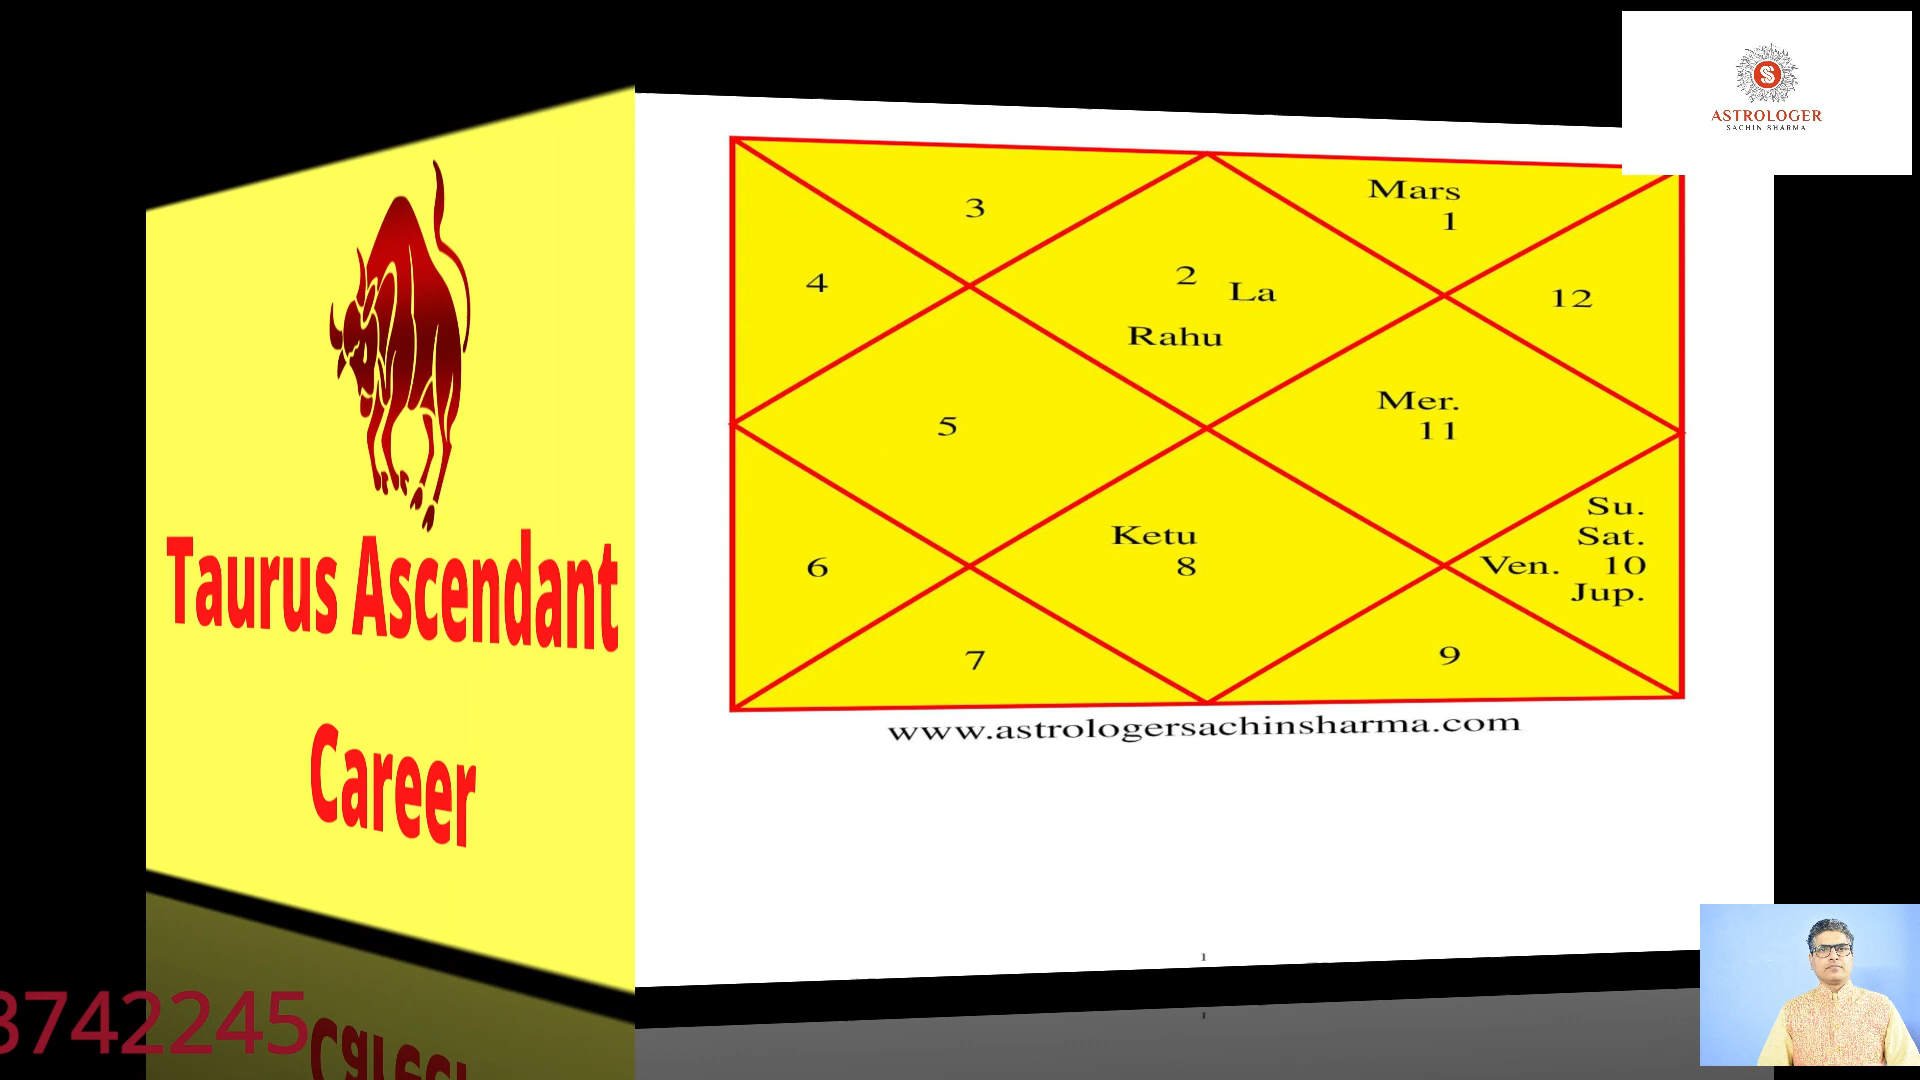 ASTROLOGER
SACHIN SHARMA
Taurus Ascendant
Career
3
Mars
1
4
2 La
Rahu
12
5
Mer.
11
6
Ketu
8
Su.
Sat.
Ven. 10
Jup.
7
9
www.astrologersachinsharma.com
1
3742245